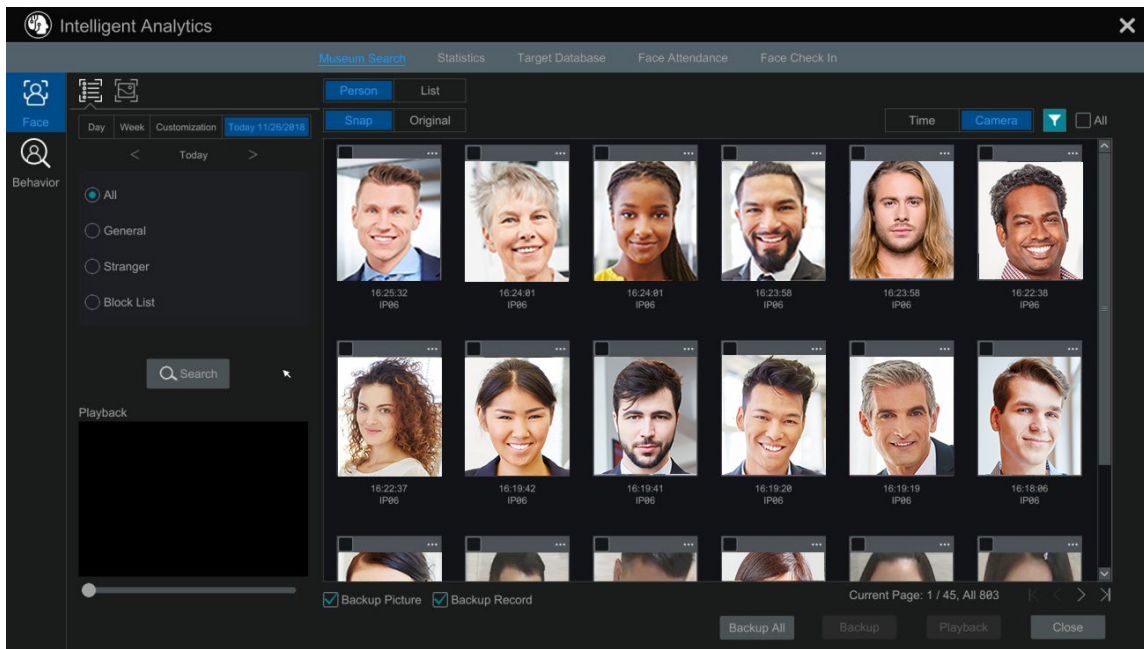 Intelligent Analytics
Museum Search Statistics Target Database Face Attendance Face Check In
Face
Behavior
Day Week Customization Today 11/26/2018
< Today >
All
General
Stranger
Block List
Search
Playback
Person List
Snap Original
Time Camera All
16:25:32 16:24:01 16:24:01 16:23:58 16:23:58 16:22:38
IP06 IP06 IP06 IP06 IP06 IP06
16:22:37 16:19:42 16:19:41 16:19:20 16:19:19 16:18:06
IP06 IP06 IP06 IP06 IP06 IP06
Backup Picture Backup Record
Current Page: 1 / 45, All 803
Backup All Backup Playback Close